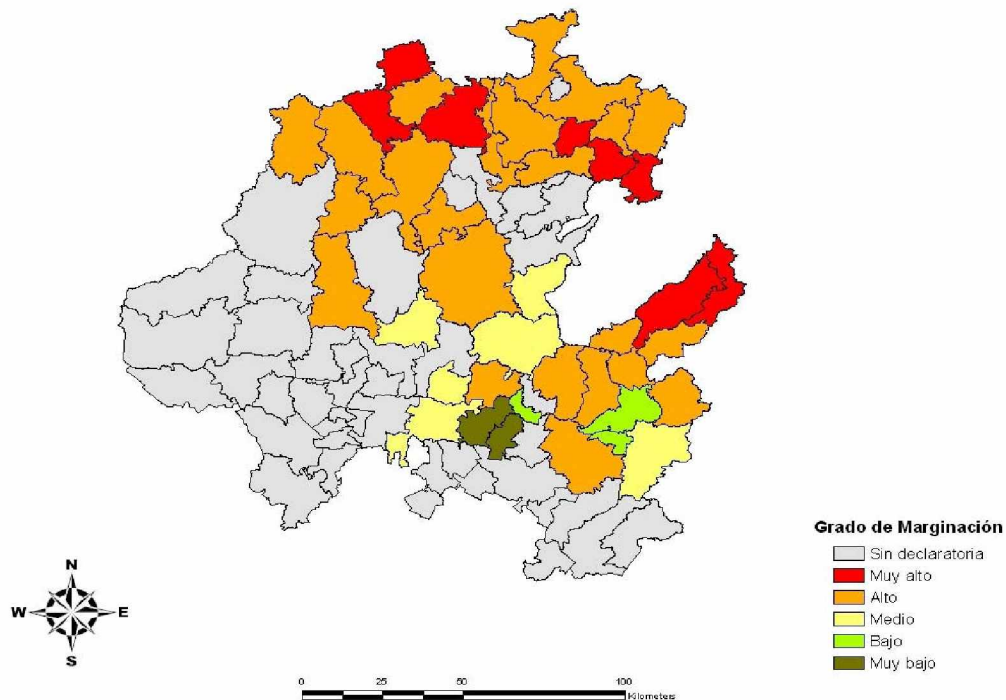 Grado de Marginación
Sin declaratoria
Muy alto
Alto
Medio
Bajo
Muy bajo
N
W E
S
0 25 50 100
Kilometers